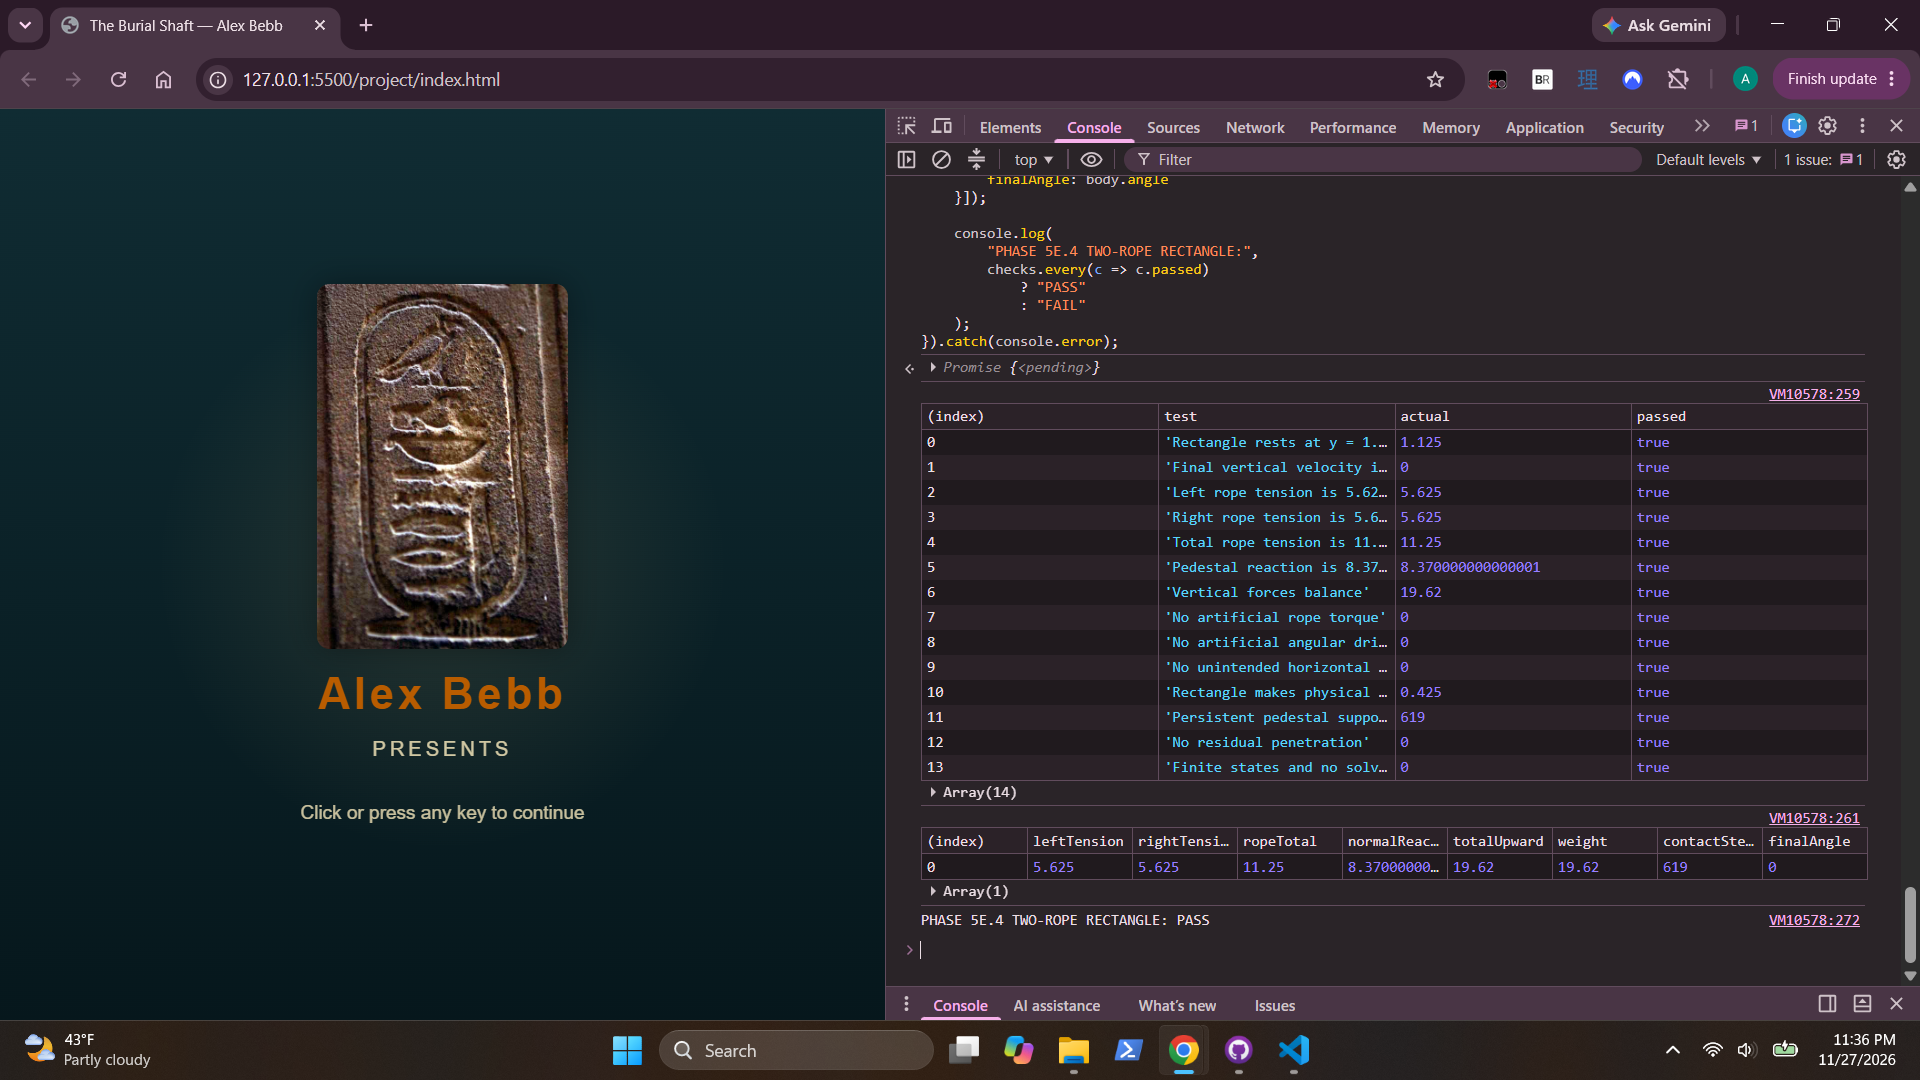 The Burial Shaft — Alex Bebb
Ask Gemini
127.0.0.1:5500/project/index.html
BR
理
A
Finish update
Elements Console Sources Network Performance Memory Application Security 1
top Filter Default levels 1 issue: 1
finalAngle: body.angle
}]);
console.log(
"PHASE 5E.4 TWO-ROPE RECTANGLE:",
checks.every(c => c.passed)
? "PASS"
: "FAIL"
);
}).catch(console.error);
Promise {<pending>}
VM10578:259
(index) test actual passed
0 'Rectangle rests at y = 1.… 1.125 true
1 'Final vertical velocity i… 0 true
2 'Left rope tension is 5.62… 5.625 true
3 'Right rope tension is 5.6… 5.625 true
4 'Total rope tension is 11.… 11.25 true
5 'Pedestal reaction is 8.37… 8.370000000000001 true
6 'Vertical forces balance' 19.62 true
7 'No artificial rope torque' 0 true
8 'No artificial angular dri… 0 true
9 'No unintended horizontal … 0 true
10 'Rectangle makes physical … 0.425 true
11 'Persistent pedestal suppo… 619 true
12 'No residual penetration' 0 true
13 'Finite states and no solv… 0 true
Array(14)
VM10578:261
(index) leftTension rightTensi… ropeTotal normalReac… totalUpward weight contactSte… finalAngle
0 5.625 5.625 11.25 8.37000000… 19.62 19.62 619 0
Array(1)
PHASE 5E.4 TWO-ROPE RECTANGLE: PASS VM10578:272
Console AI assistance What's new Issues
Alex Bebb
PRESENTS
Click or press any key to continue
43°F
Partly cloudy
Search
11:36 PM
11/27/2026